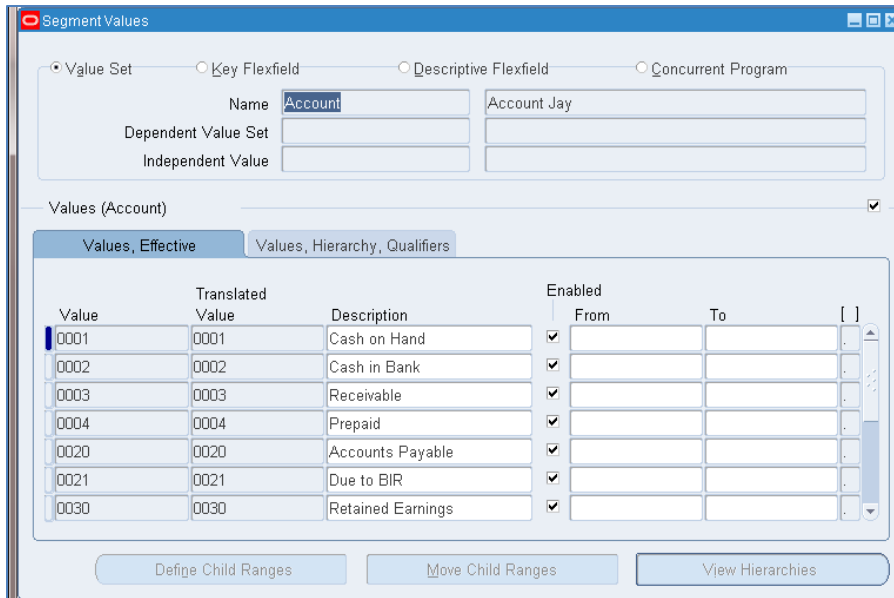 Segment Values
Value Set Key Flexfield Descriptive Flexfield Concurrent Program
Name Account Account Jay
Dependent Value Set
Independent Value
Values (Account)
Values, Effective Values, Hierarchy, Qualifiers
Translated Enabled
Value Value Description From To [ ]
0001 0001 Cash on Hand
0002 0002 Cash in Bank
0003 0003 Receivable
0004 0004 Prepaid
0020 0020 Accounts Payable
0021 0021 Due to BIR
0030 0030 Retained Earnings
Define Child Ranges Move Child Ranges View Hierarchies